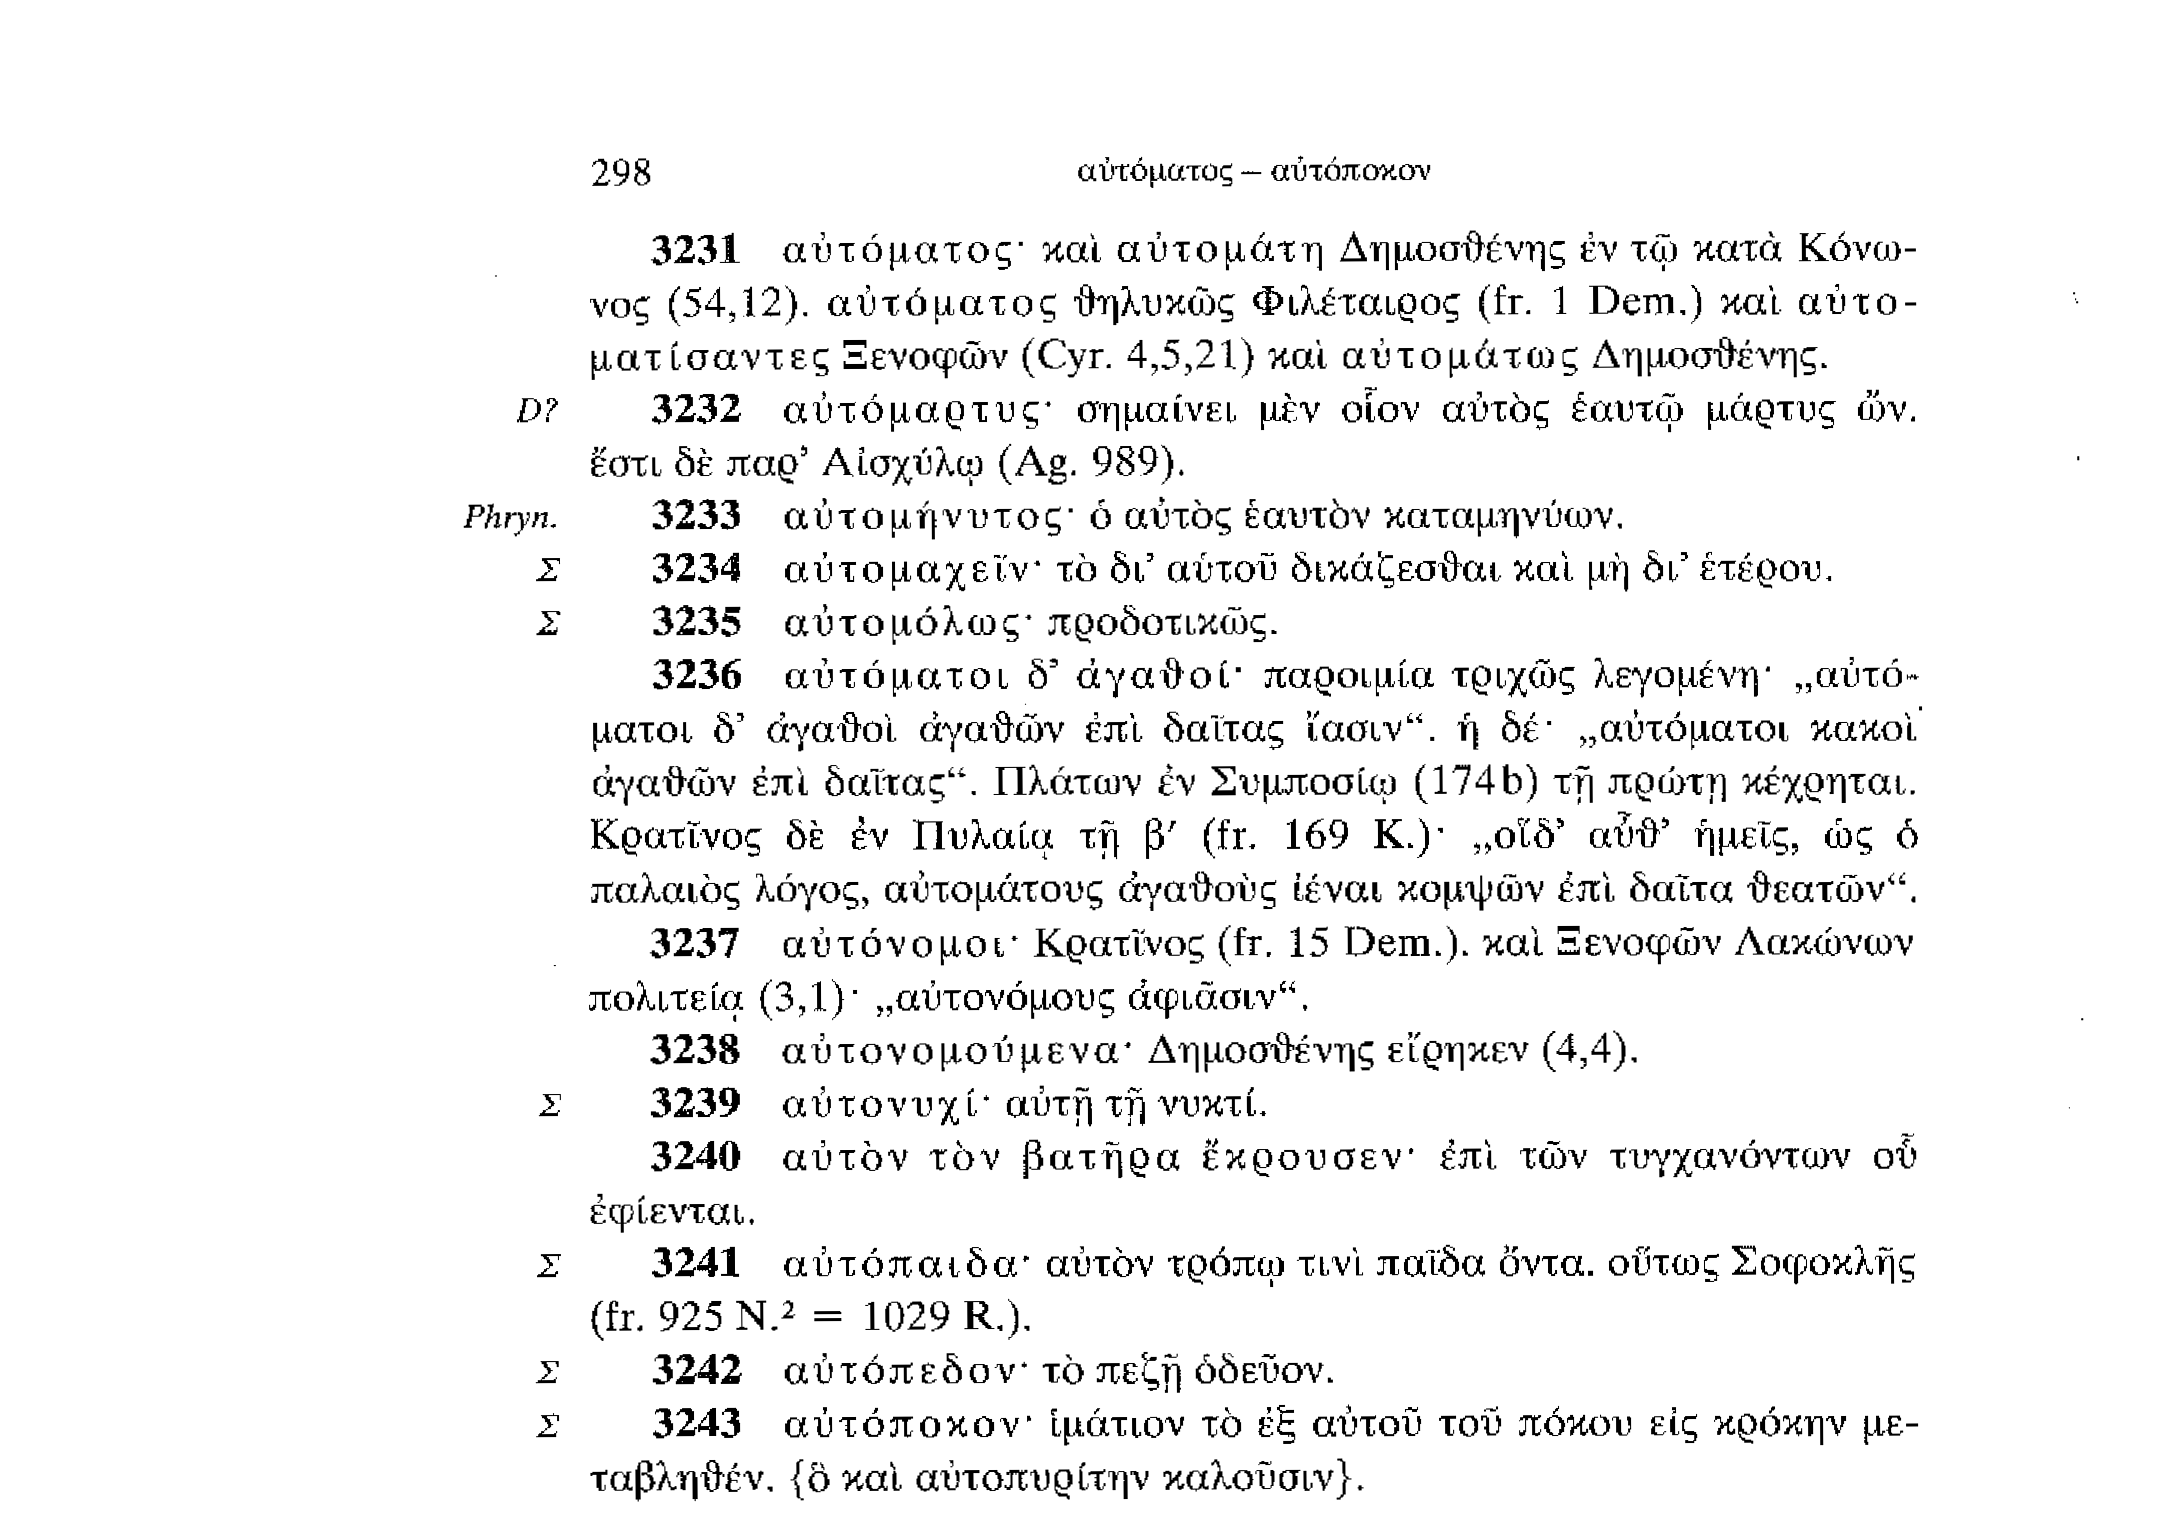 298 αὐτόματος – αὐτόποκον
3231 αὐτόματος· καὶ αὐτομάτη Δημοσθένης ἐν τῷ κατὰ Κόνω-
νος (54,12). αὐτόματος θηλυκῶς Φιλέταιρος (fr. 1 Dem.) καὶ αὐτο-
ματίσαντες Ξενοφῶν (Cyr. 4,5,21) καὶ αὐτομάτως Δημοσθένης.
D? 3232 αὐτόμαρτυς· σημαίνει μὲν οἷον αὐτὸς ἑαυτῷ μάρτυς ὤν.
ἔστι δὲ παρ’ Αἰσχύλῳ (Ag. 989).
Phryn. 3233 αὐτομήνυτος· ὁ αὐτὸς ἑαυτὸν καταμηνύων.
Σ 3234 αὐτομαχεῖν· τὸ δι’ αὑτοῦ δικάζεσθαι καὶ μὴ δι’ ἑτέρου.
Σ 3235 αὐτομόλως· προδοτικῶς.
3236 αὐτόματοι δ’ ἀγαθοί· παροιμία τριχῶς λεγομένη· „αὐτό-
ματοι δ’ ἀγαθοὶ ἀγαθῶν ἐπὶ δαῖτας ἴασιν“. ἡ δέ· „αὐτόματοι κακοὶ
ἀγαθῶν ἐπὶ δαῖτας“. Πλάτων ἐν Συμποσίῳ (174b) τῇ πρώτῃ κέχρηται.
Κρατῖνος δὲ ἐν Πυλαίᾳ τῇ β′ (fr. 169 K.)· „οἵδ’ αὖθ’ ἡμεῖς, ὡς ὁ
παλαιὸς λόγος, αὐτομάτους ἀγαθοὺς ἰέναι κομψῶν ἐπὶ δαῖτα θεατῶν“.
3237 αὐτόνομοι· Κρατῖνος (fr. 15 Dem.). καὶ Ξενοφῶν Λακώνων
πολιτείᾳ (3,1)· „αὐτονόμους ἀφιᾶσιν“.
3238 αὐτονομούμενα· Δημοσθένης εἴρηκεν (4,4).
Σ 3239 αὐτονυχί· αὐτῇ τῇ νυκτί.
3240 αὐτὸν τὸν βατῆρα ἔκρουσεν· ἐπὶ τῶν τυγχανόντων οὗ
ἐφίενται.
Σ 3241 αὐτόπαιδα· αὐτὸν τρόπῳ τινὶ παῖδα ὄντα. οὕτως Σοφοκλῆς
(fr. 925 N.² = 1029 R.).
Σ 3242 αὐτόπεδον· τὸ πεζῇ ὁδεῦον.
Σ 3243 αὐτόποκον· ἱμάτιον τὸ ἐξ αὐτοῦ τοῦ πόκου εἰς κρόκην με-
ταβληθέν. {ὃ καὶ αὐτοπυρίτην καλοῦσιν}.